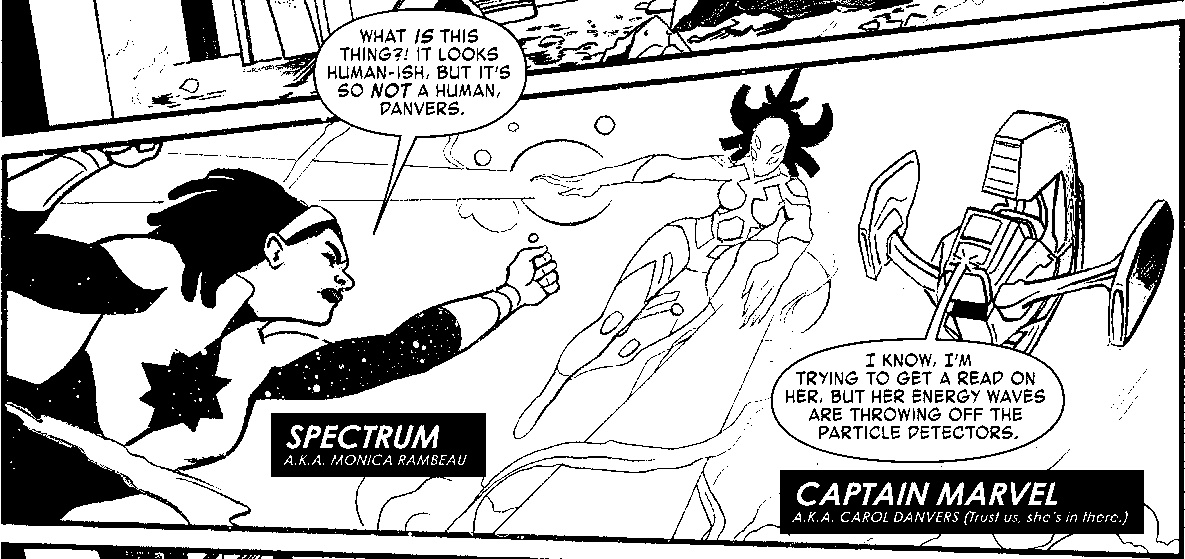 WHAT IS THIS
THING?! IT LOOKS
HUMAN-ISH, BUT IT'S
SO NOT A HUMAN,
DANVERS.
I KNOW, I'M
TRYING TO GET A READ ON
HER, BUT HER ENERGY WAVES
ARE THROWING OFF THE
PARTICLE DETECTORS.
SPECTRUM
A.K.A. MONICA RAMBEAU
CAPTAIN MARVEL
A.K.A. CAROL DANVERS (Trust us, she's in there.)